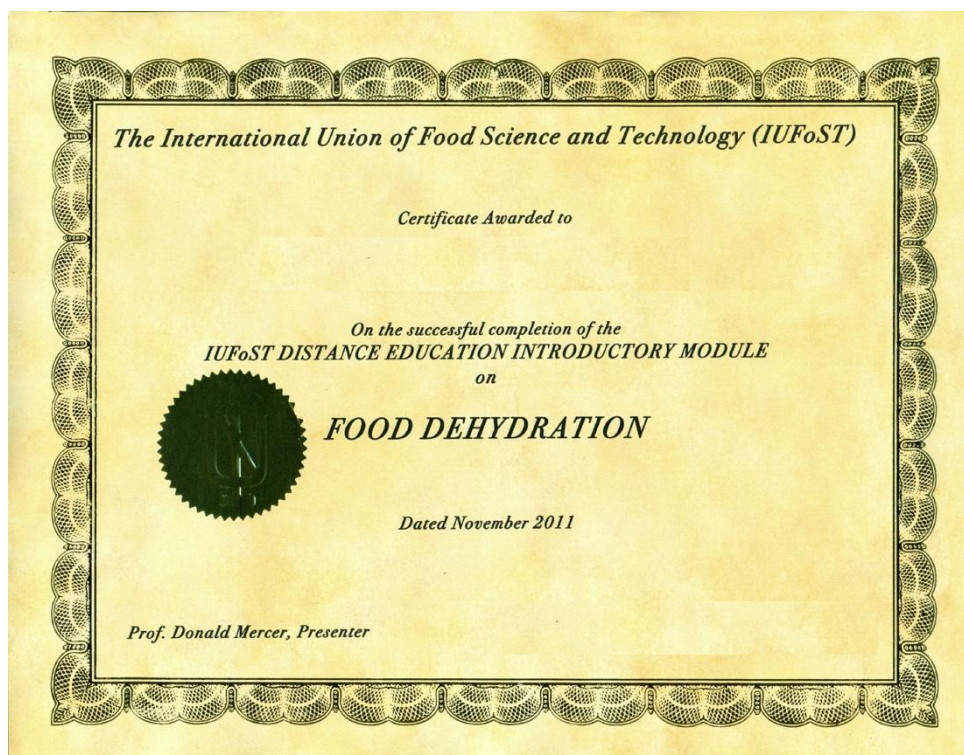 The International Union of Food Science and Technology (IUFoST)
Certificate Awarded to
On the successful completion of the
IUFoST DISTANCE EDUCATION INTRODUCTORY MODULE
on
FOOD DEHYDRATION
Dated November 2011
Prof. Donald Mercer, Presenter